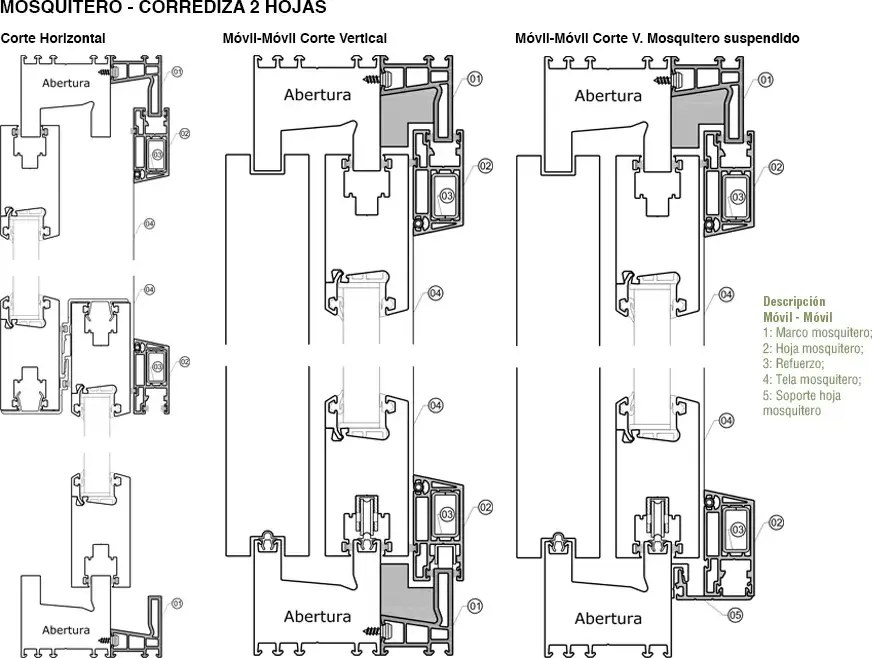 MOSQUITERO - CORREDIZA 2 HOJAS
Corte Horizontal
Móvil-Móvil Corte Vertical
Móvil-Móvil Corte V. Mosquitero suspendido
Abertura
01
02
03
04
04
02
03
Abertura
01
Abertura
01
02
03
04
04
02
03
Abertura
01
Abertura
01
02
03
04
04
02
03
Abertura
05
Descripción
Móvil - Móvil
1: Marco mosquitero;
2: Hoja mosquitero;
3: Refuerzo;
4: Tela mosquitero;
5: Soporte hoja
mosquitero